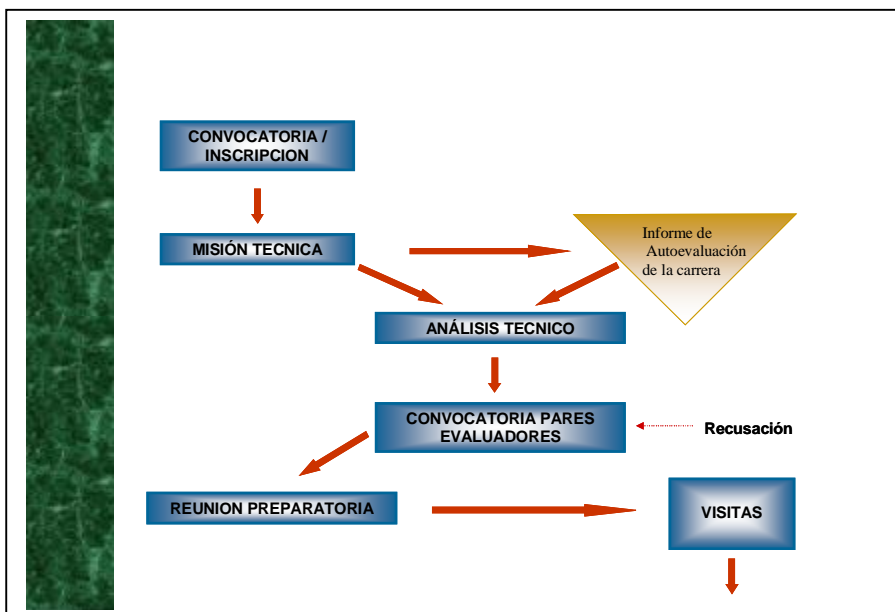 CONVOCATORIA /
INSCRIPCION
MISIÓN TECNICA
Informe de
Autoevaluación
de la carrera
ANÁLISIS TECNICO
CONVOCATORIA PARES
EVALUADORES
Recusación
REUNION PREPARATORIA
VISITAS